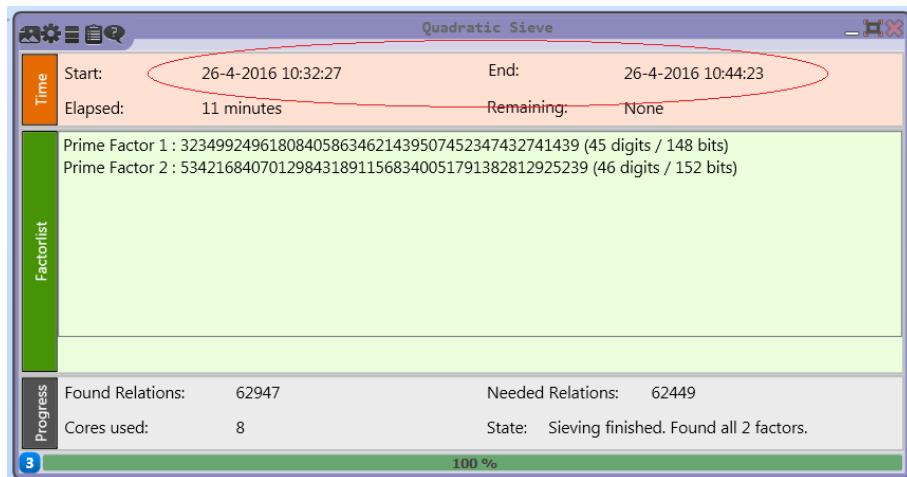 Quadratic Sieve
Time
Start: 26-4-2016 10:32:27 End: 26-4-2016 10:44:23
Elapsed: 11 minutes Remaining: None
Factorlist
Prime Factor 1 : 323499249618084058634621439507452347432741439 (45 digits / 148 bits)
Prime Factor 2 : 5342168407012984318911568340051791382812925239 (46 digits / 152 bits)
Progress
Found Relations: 62947 Needed Relations: 62449
Cores used: 8 State: Sieving finished. Found all 2 factors.
3 100 %